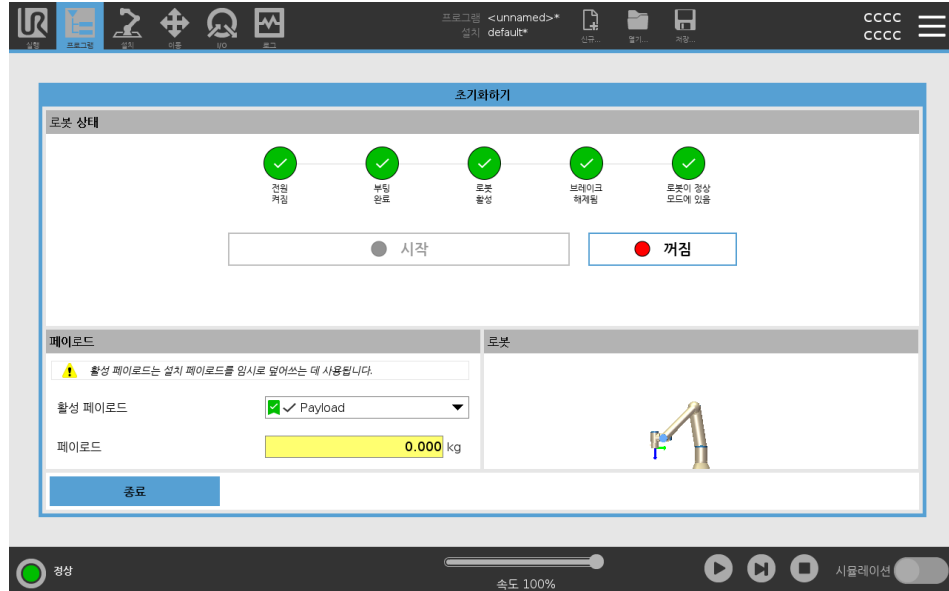 프로그램 <unnamed>*
설치 default*
cccc
cccc
실행
프로그램
설치
이동
I/O
로그
신규...
열기...
저장...
초기화하기
로봇 상태
전원
켜짐
부팅
완료
로봇
활성
브레이크
해제됨
로봇이 정상
모드에 있음
시작
꺼짐
페이로드
로봇
활성 페이로드는 설치 페이로드를 임시로 덮어쓰는 데 사용됩니다.
활성 페이로드
Payload
페이로드
0.000 kg
종료
정상
속도 100%
시뮬레이션